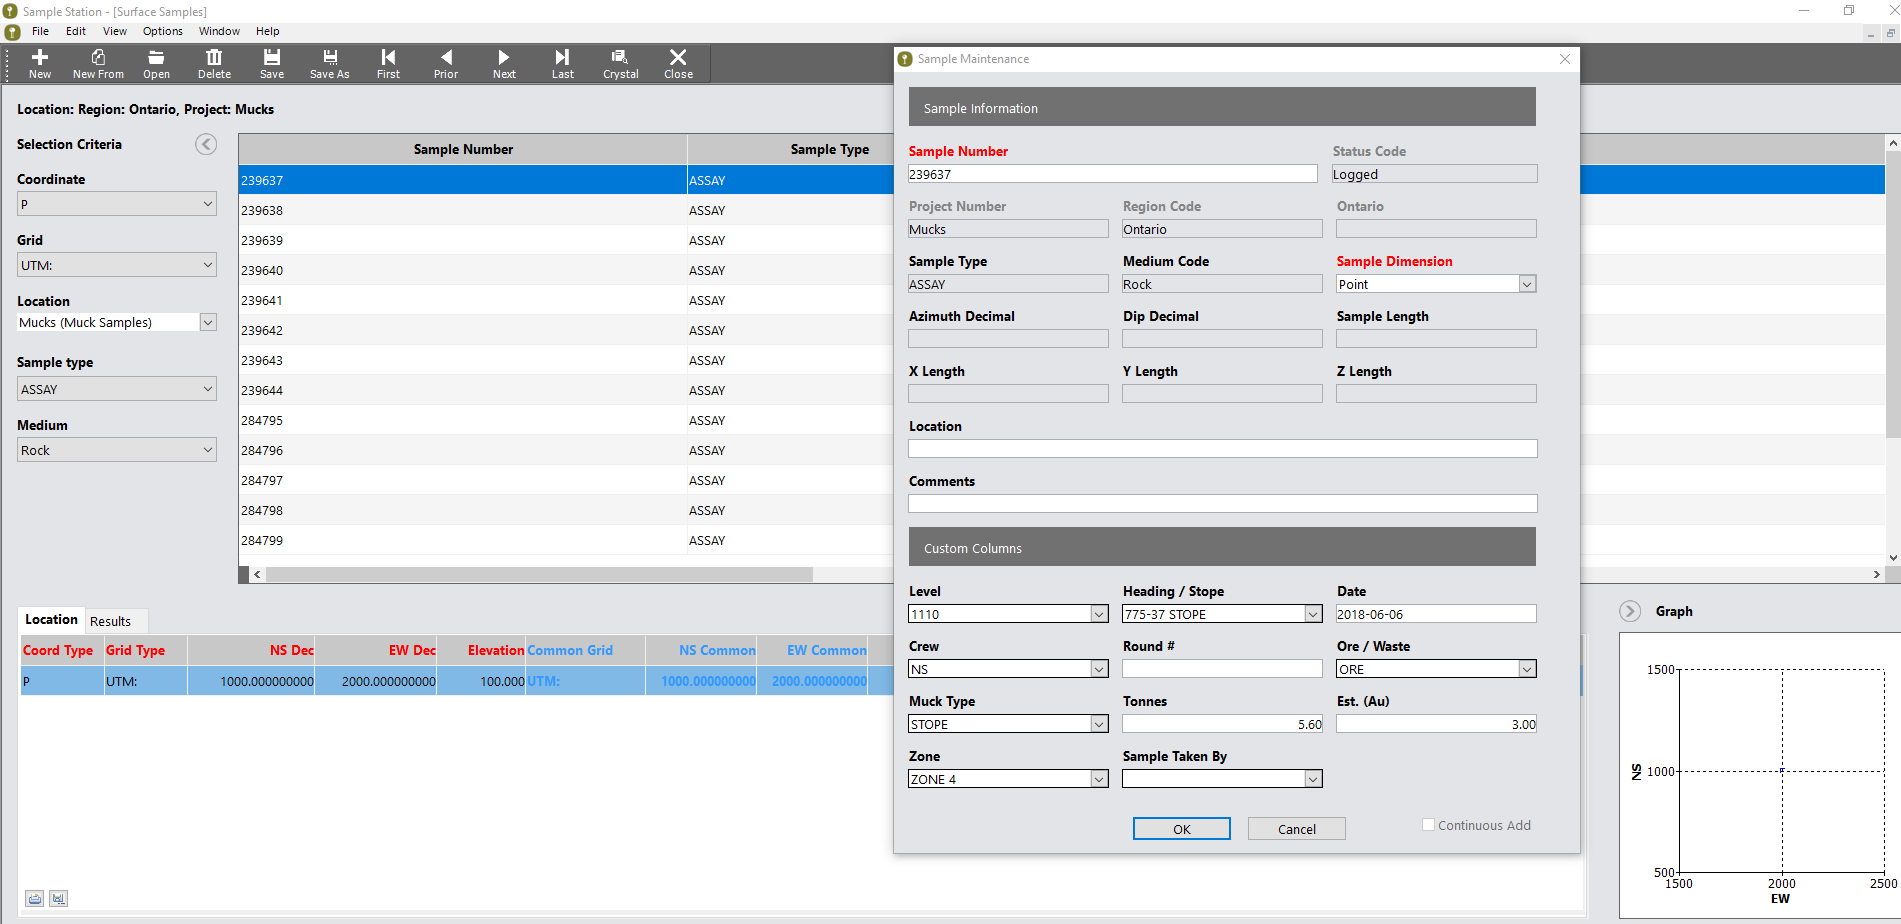 Sample Station - [Surface Samples]
File Edit View Options Window Help
New New From Open Delete Save Save As First Prior Next Last Crystal Close
Location: Region: Ontario, Project: Mucks
Selection Criteria
Coordinate
P
Grid
UTM:
Location
Mucks (Muck Samples)
Sample type
ASSAY
Medium
Rock
Sample Number Sample Type
239637 ASSAY
239638 ASSAY
239639 ASSAY
239640 ASSAY
239641 ASSAY
239642 ASSAY
239643 ASSAY
239644 ASSAY
284795 ASSAY
284796 ASSAY
284797 ASSAY
284798 ASSAY
284799 ASSAY
Location Results
Coord Type Grid Type NS Dec EW Dec Elevation Common Grid NS Common EW Common
P UTM: 1000.000000000 2000.000000000 100.000 UTM: 1000.000000000 2000.000000000
Sample Maintenance
Sample Information
Sample Number Status Code
239637 Logged
Project Number Region Code Ontario
Mucks Ontario
Sample Type Medium Code Sample Dimension
ASSAY Rock Point
Azimuth Decimal Dip Decimal Sample Length
X Length Y Length Z Length
Location
Comments
Custom Columns
Level Heading / Stope Date
1110 775-37 STOPE 2018-06-06
Crew Round # Ore / Waste
NS ORE
Muck Type Tonnes Est. (Au)
STOPE 5.60 3.00
Zone Sample Taken By
ZONE 4
OK Cancel Continuous Add
Graph
1500
NS 1000
500
1500 2000 2500
EW